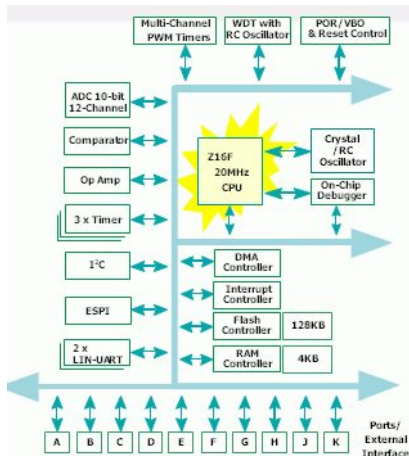 Multi-Channel
PWM Timers
WDT with
RC Oscillator
POR/VBO
& Reset Control
ADC 10-bit
12-Channel
Comparator
Op Amp
3 x Timer
I²C
ESPI
2 x
LIN-UART
Z16F
20MHz
CPU
Crystal
/RC
Oscillator
On-Chip
Debugger
DMA
Controller
Interrupt
Controller
Flash
Controller
128KB
RAM
Controller
4KB
A
B
C
D
E
F
G
H
J
K
Ports/
External
Interface